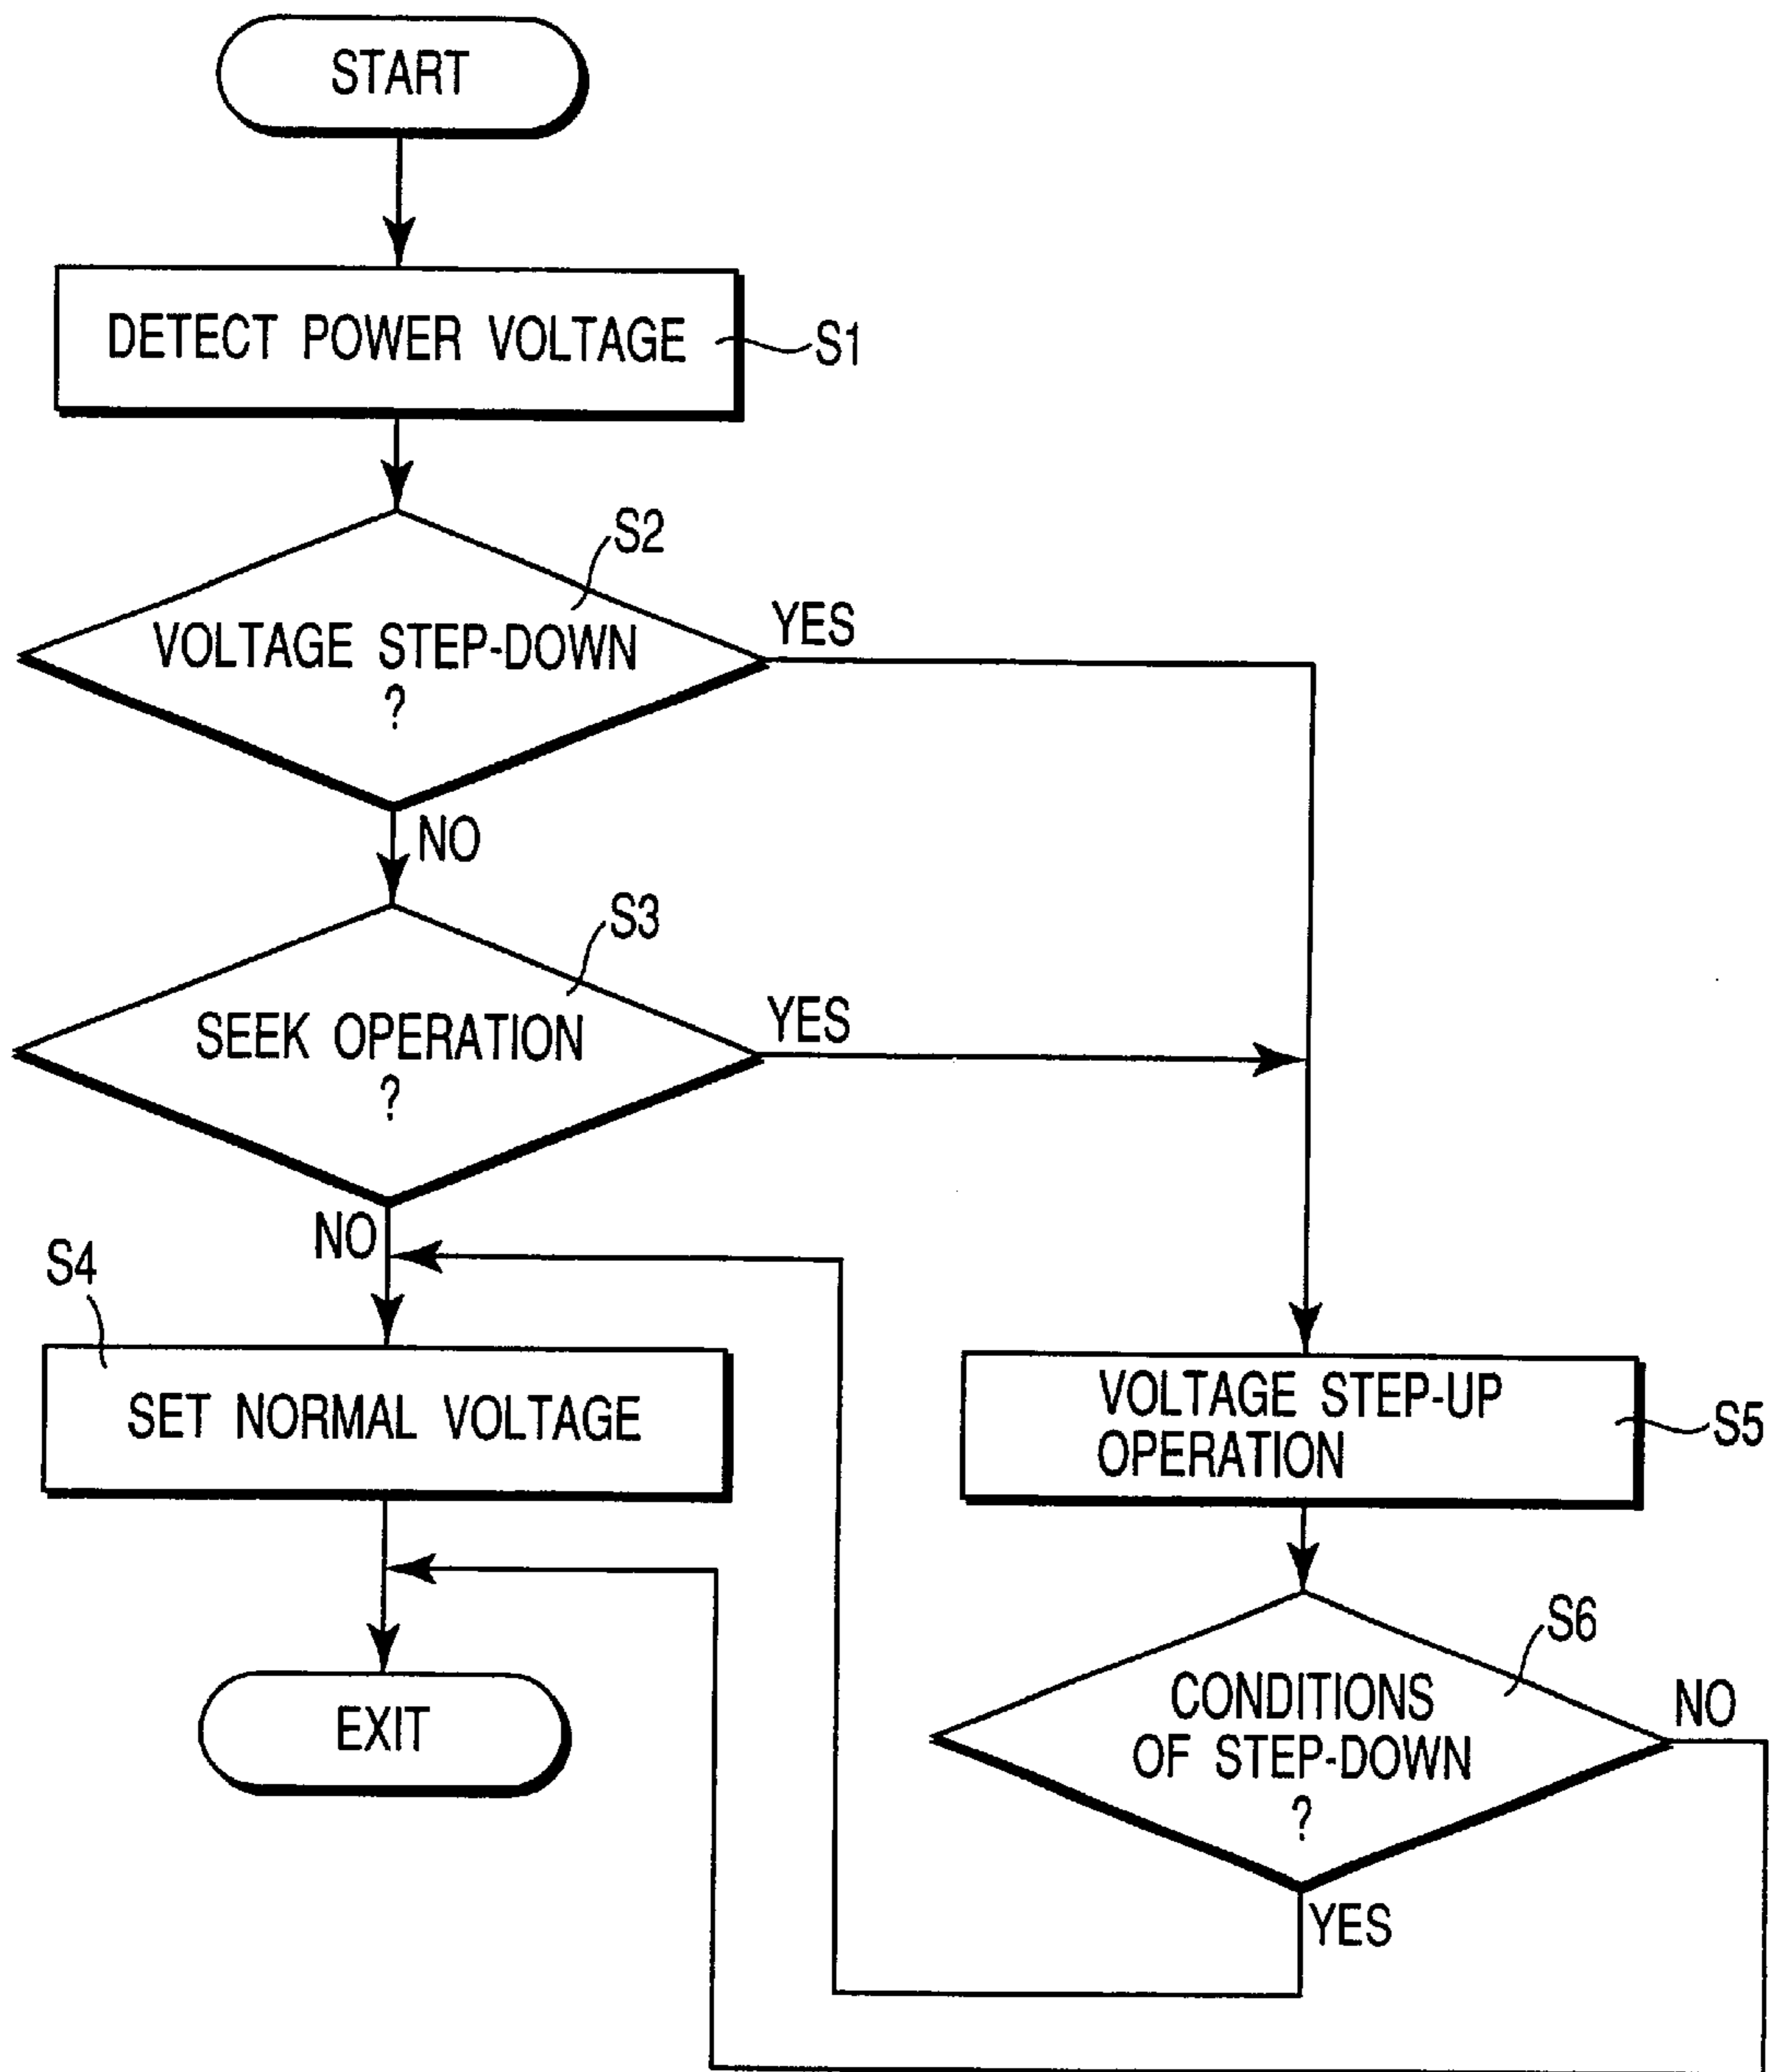 START
DETECT POWER VOLTAGE
S1
S2
VOLTAGE STEP-DOWN
?
YES
NO
S3
SEEK OPERATION
?
YES
NO
S4
SET NORMAL VOLTAGE
VOLTAGE STEP-UP
OPERATION
S5
S6
CONDITIONS
OF STEP-DOWN
?
NO
YES
EXIT